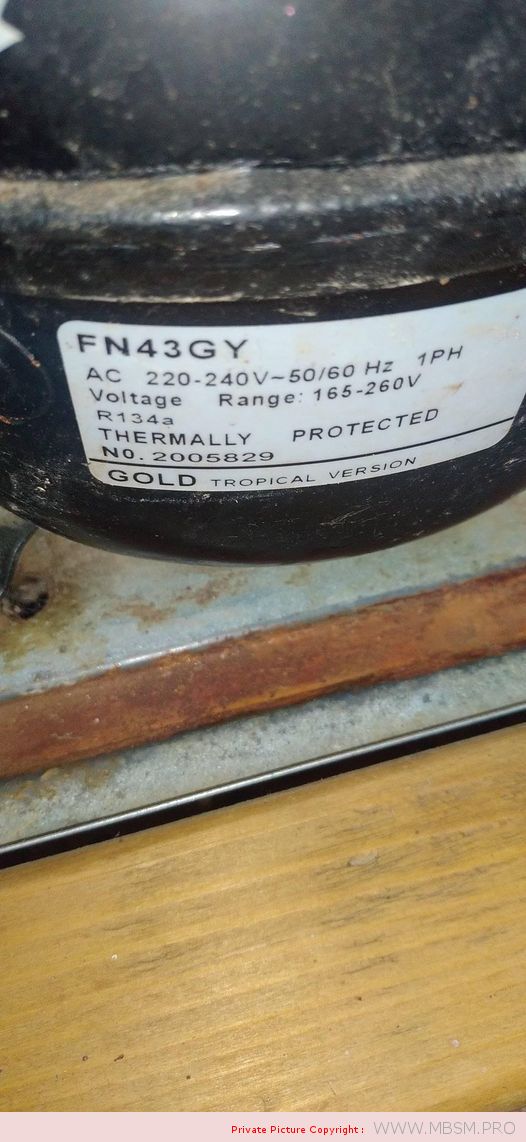 FN43GY
AC 220-240V~50/60 Hz 1PH
Voltage Range: 165-260V
R134a
THERMALLY PROTECTED
NO. 2005829
GOLD TROPICAL VERSION
Private Picture Copyright : WWW.MBSM.PRO